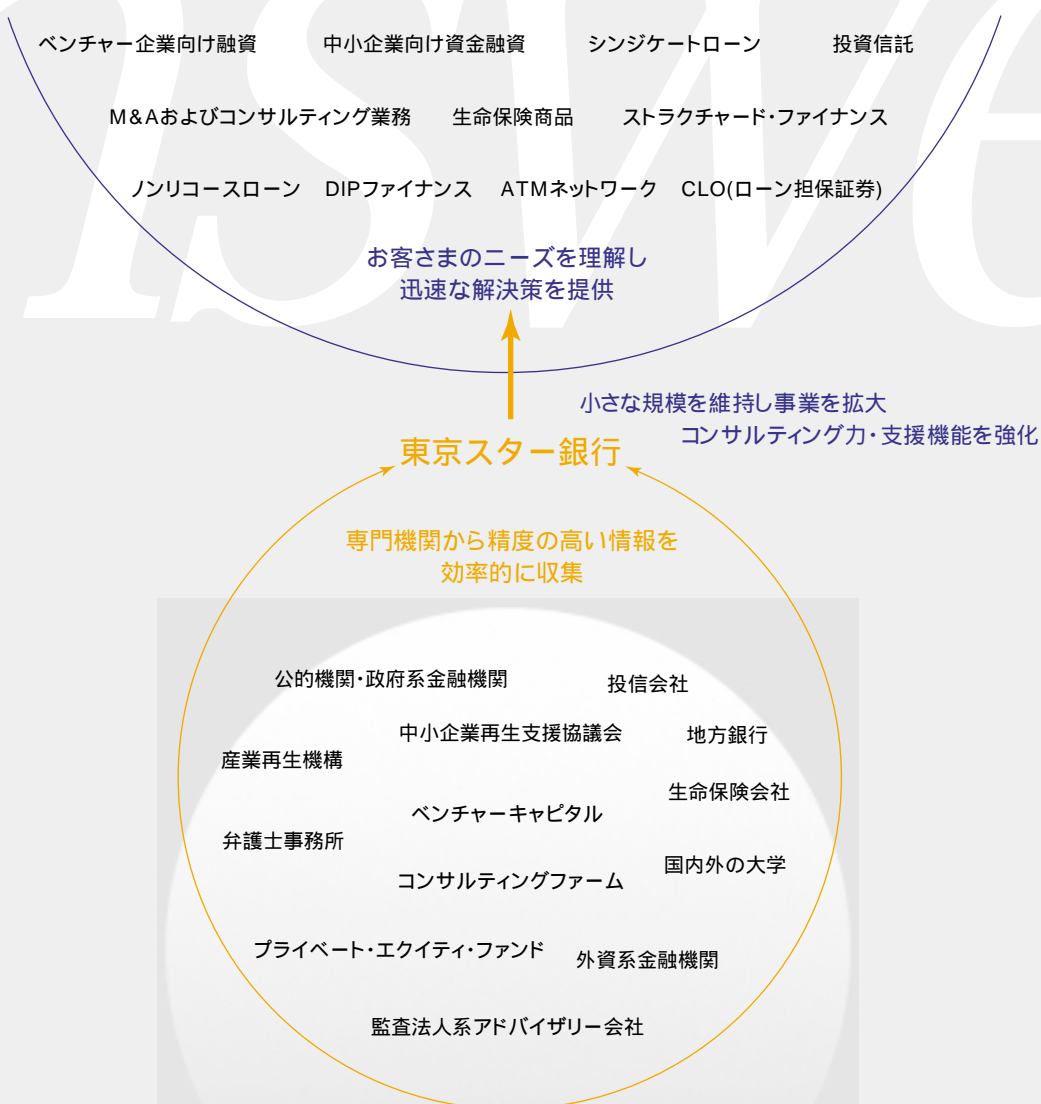 ベンチャー企業向け融資 中小企業向け資金融資 シンジケートローン 投資信託
M&Aおよびコンサルティング業務 生命保険商品 ストラクチャード・ファイナンス
ノンリコースローン DIPファイナンス ATMネットワーク CLO(ローン担保証券)
お客さまのニーズを理解し
迅速な解決策を提供
小さな規模を維持し事業を拡大
コンサルティング力・支援機能を強化
東京スター銀行
専門機関から精度の高い情報を
効率的に収集
公的機関・政府系金融機関 投信会社
中小企業再生支援協議会 地方銀行
産業再生機構
生命保険会社
ベンチャーキャピタル
弁護士事務所
国内外の大学
コンサルティングファーム
プライベート・エクイティ・ファンド 外資系金融機関
監査法人系アドバイザリー会社